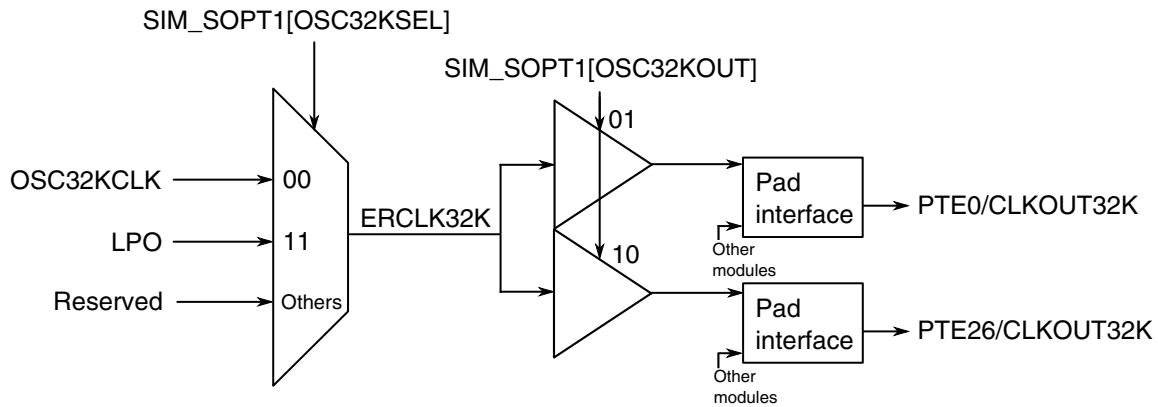 SIM_SOPT1[OSC32KSEL]
SIM_SOPT1[OSC32KOUT]
01
OSC32KCLK
00
Pad
interface
PTE0/CLKOUT32K
ERCLK32K
LPO
11
Other
modules
10
Reserved
Others
Pad
interface
PTE26/CLKOUT32K
Other
modules